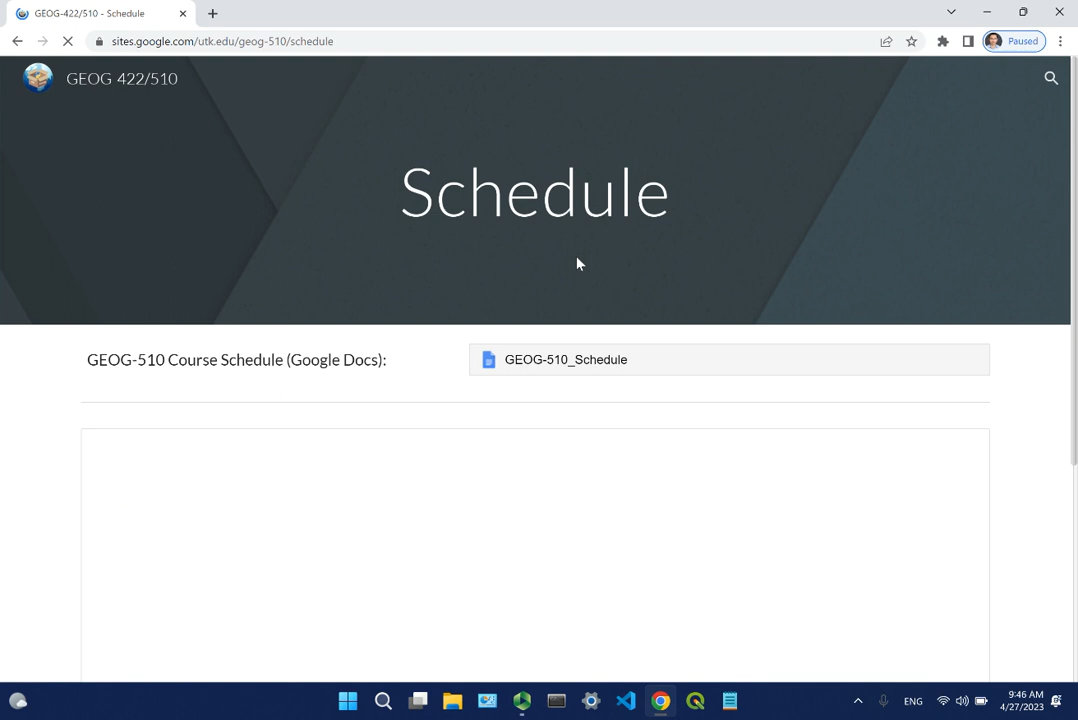 GEOG-422/510 - Schedule
sites.google.com/utk.edu/geog-510/schedule
Paused
GEOG 422/510
Schedule
GEOG-510 Course Schedule (Google Docs):
GEOG-510_Schedule
ENG
9:46 AM
4/27/2023